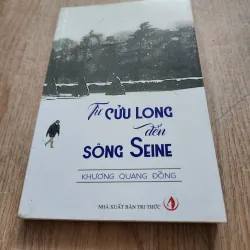 Từ CỬU LONG
đến
SÔNG SEINE
KHƯƠNG QUANG ĐỒNG
NHÀ XUẤT BẢN TRI THỨC